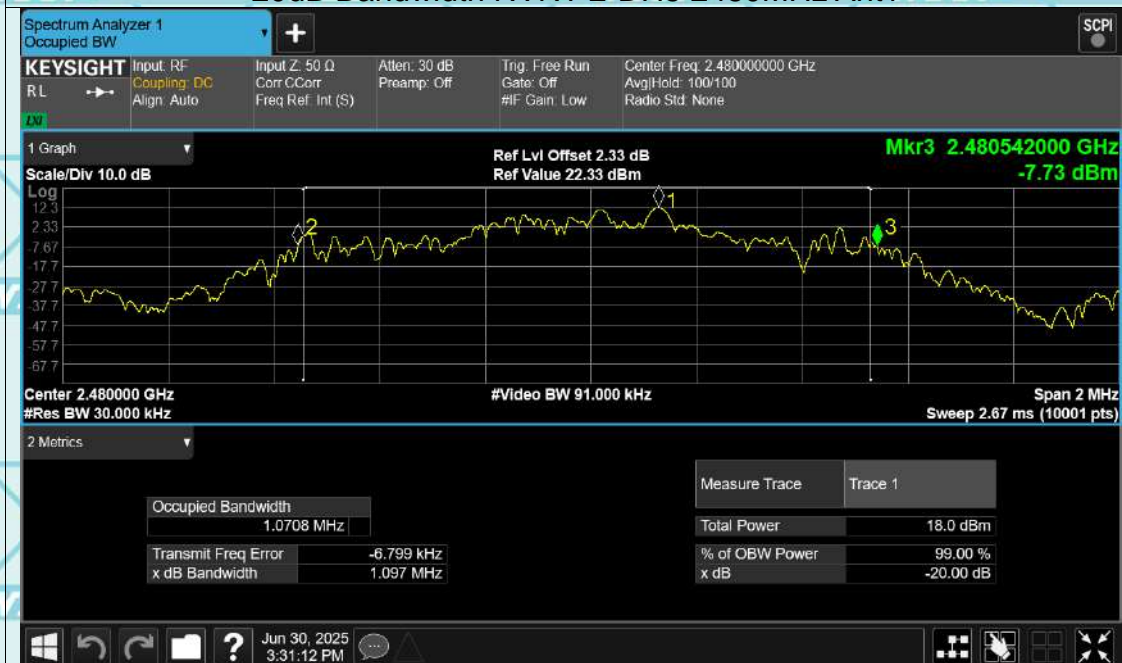 Spectrum Analyzer 1
Occupied BW
+
SCPI
KEYSIGHT
RL
LXI
Input: RF
Coupling: DC
Align: Auto
Input Z: 50 Ω
Corr CCorr
Freq Ref: Int (S)
Atten: 30 dB
Preamp: Off
Trig: Free Run
Gate: Off
#IF Gain: Low
Center Freq: 2.480000000 GHz
Avg|Hold: 100/100
Radio Std: None
1 Graph
Scale/Div 10.0 dB
Ref Lvl Offset 2.33 dB
Ref Value 22.33 dBm
Mkr3 2.480542000 GHz
-7.73 dBm
Log
12.3
2.33
-7.67
-17.7
-27.7
-37.7
-47.7
-57.7
-67.7
1
2
3
Center 2.480000 GHz
#Video BW 91.000 kHz
Span 2 MHz
#Res BW 30.000 kHz
Sweep 2.67 ms (10001 pts)
2 Metrics
Occupied Bandwidth
1.0708 MHz
Transmit Freq Error -6.799 kHz
x dB Bandwidth 1.097 MHz
Measure Trace Trace 1
Total Power 18.0 dBm
% of OBW Power 99.00 %
x dB -20.00 dB
?
Jun 30, 2025
3:31:12 PM